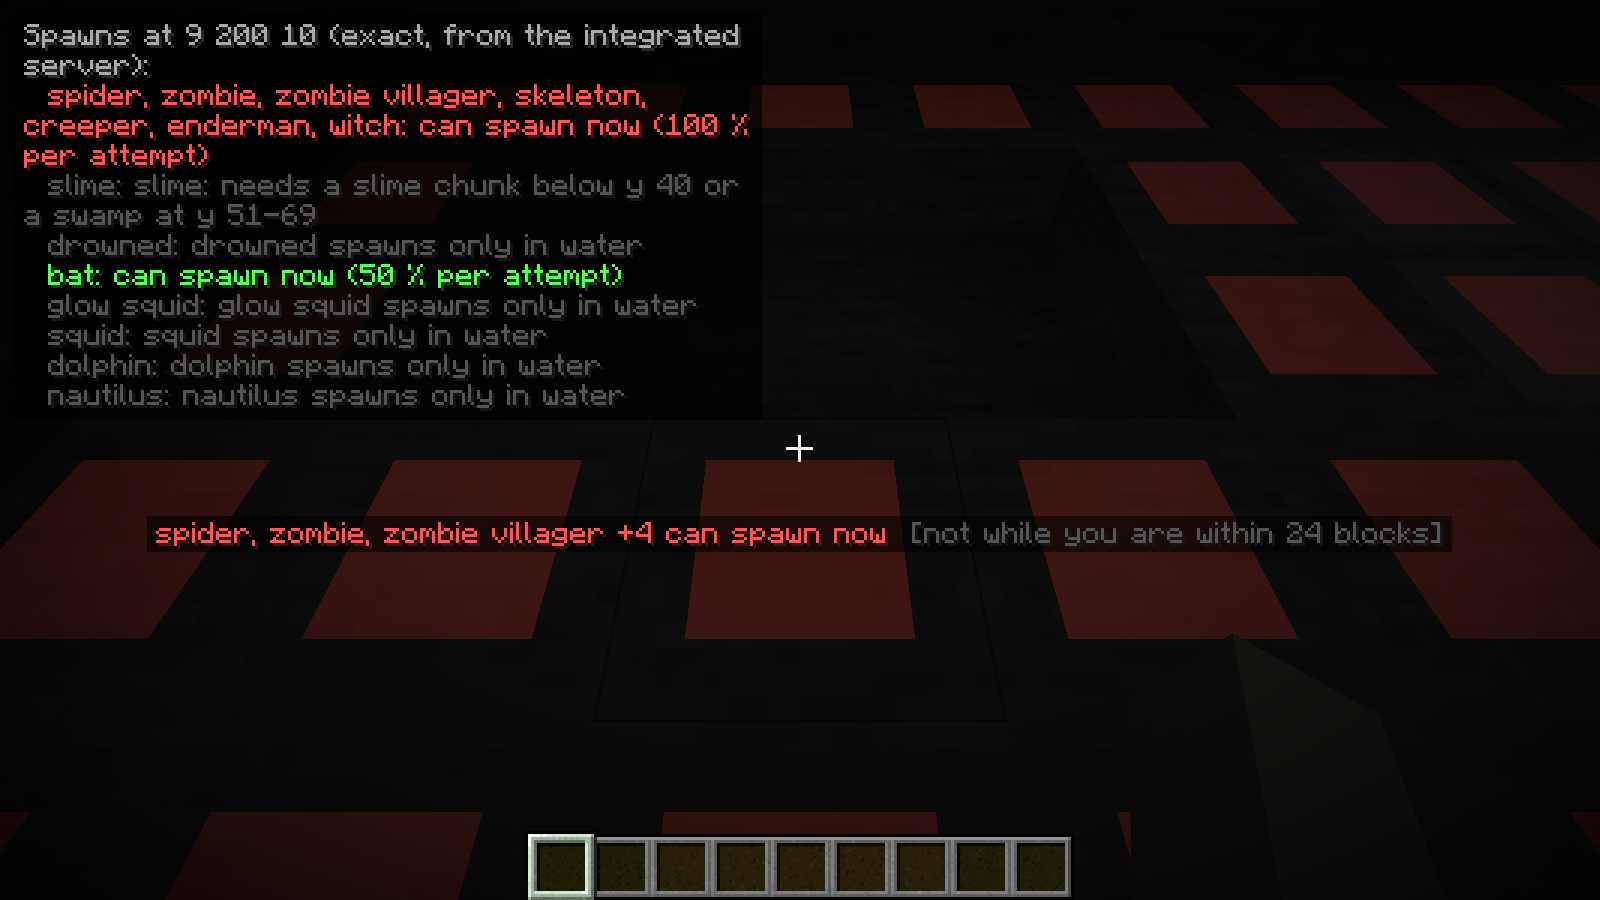 Spawns at 9 200 10 (exact, from the integrated
server):
spider, zombie, zombie villager, skeleton,
creeper, enderman, witch: can spawn now (100 %
per attempt)
slime: slime: needs a slime chunk below y 40 or
a swamp at y 51-69
drowned: drowned spawns only in water
bat: can spawn now (50 % per attempt)
glow squid: glow squid spawns only in water
squid: squid spawns only in water
dolphin: dolphin spawns only in water
nautilus: nautilus spawns only in water
spider, zombie, zombie villager +4 can spawn now [not while you are within 24 blocks]